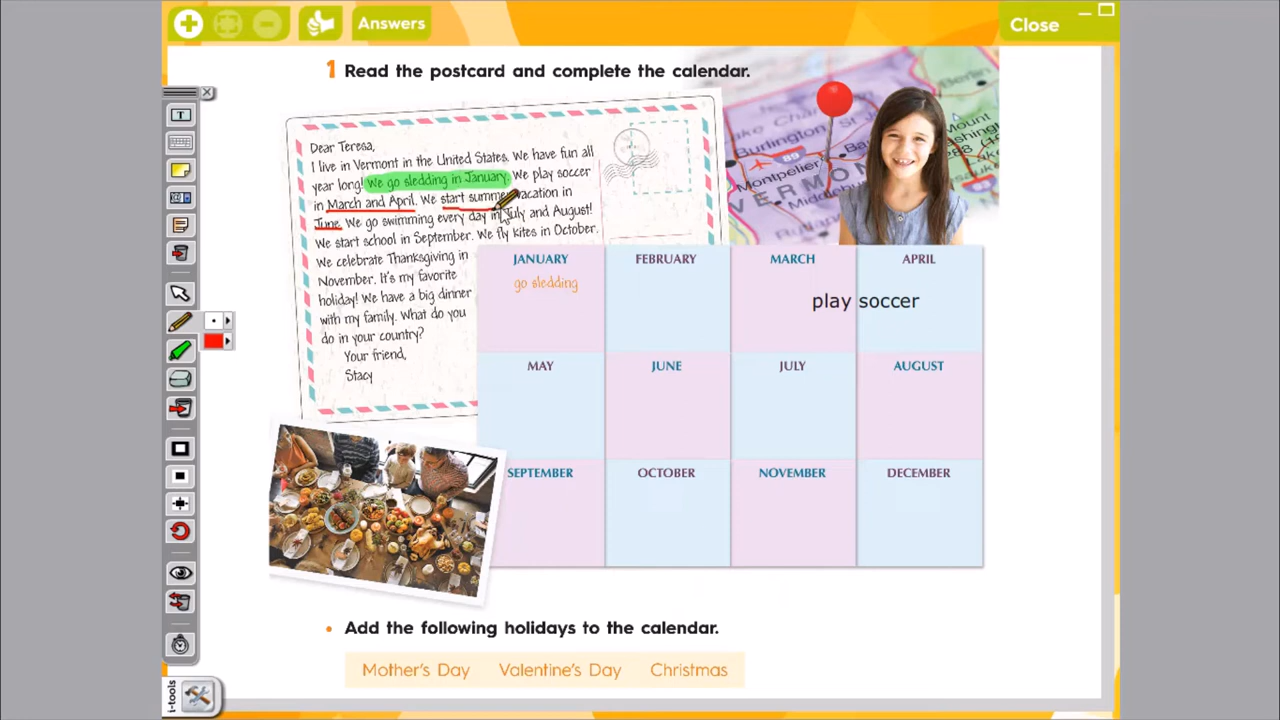 Answers
Close
1 Read the postcard and complete the calendar.
Dear Teresa,
I live in Vermont in the United States. We have fun all
year long! We go sledding in January. We play soccer
in March and April. We start summer vacation in
June. We go swimming every day in July and August!
We start school in September. We fly kites in October.
We celebrate Thanksgiving in
November. It's my favorite
holiday! We have a big dinner
with my family. What do you
do in your country?
Your friend,
Stacy
Burlington
Montpelier
89
VERMONT
Berlin
Mount
Washington
JANUARY FEBRUARY MARCH APRIL
go sledding
play soccer
MAY JUNE JULY AUGUST
SEPTEMBER OCTOBER NOVEMBER DECEMBER
• Add the following holidays to the calendar.
Mother's Day Valentine's Day Christmas
i-tools
T